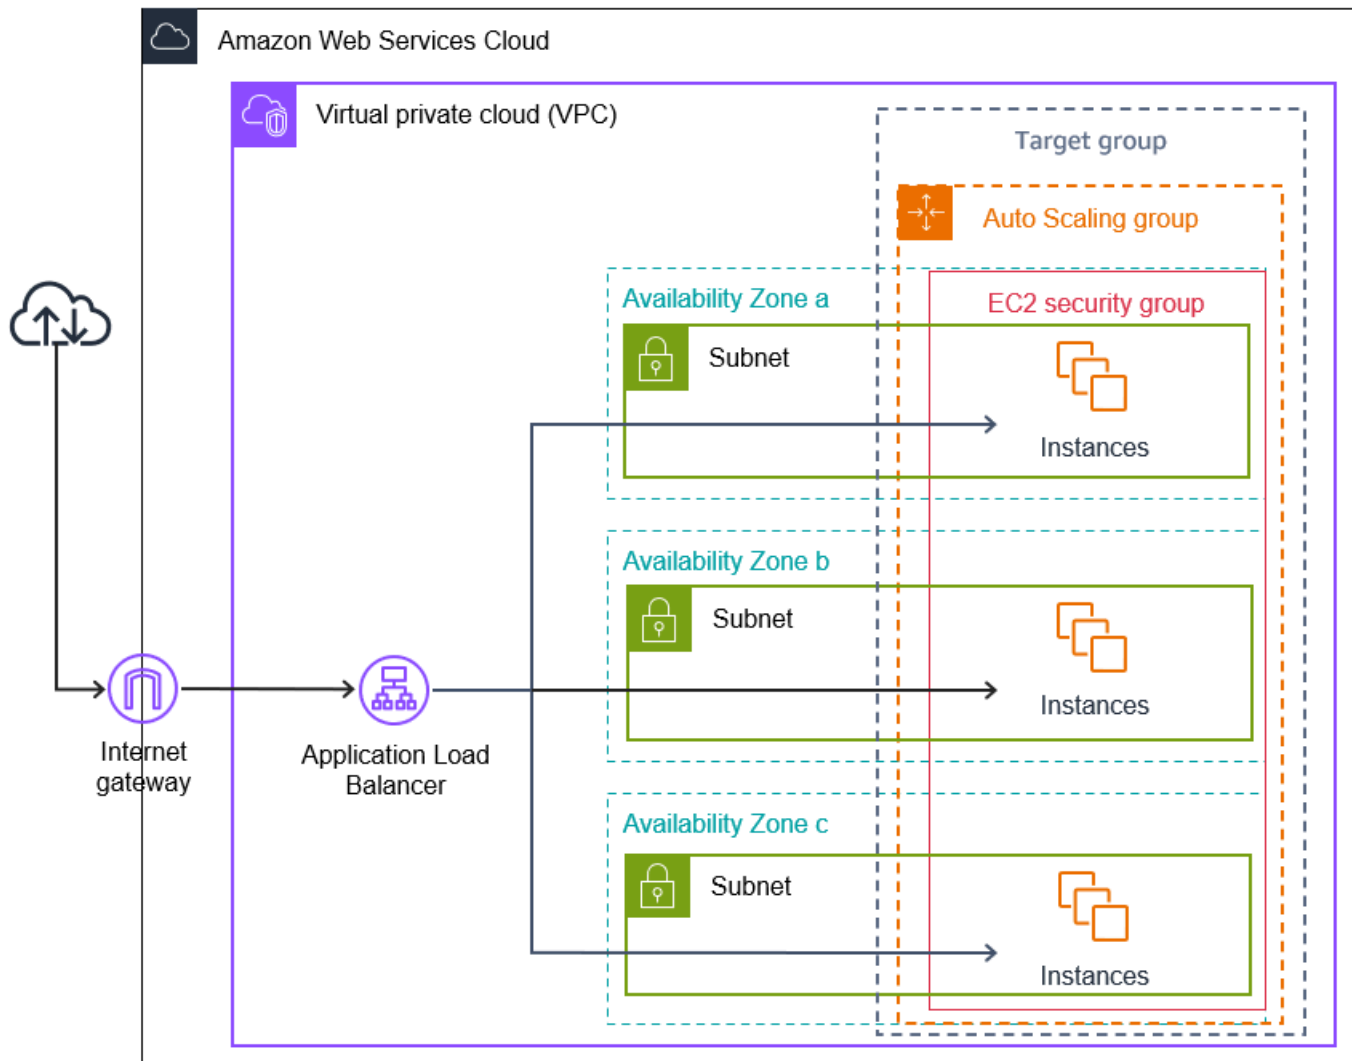 Amazon Web Services Cloud
Virtual private cloud (VPC)
Target group
Auto Scaling group
Availability Zone a
EC2 security group
Subnet
Instances
Availability Zone b
Subnet
Instances
Internet
gateway
Application Load
Balancer
Availability Zone c
Subnet
Instances